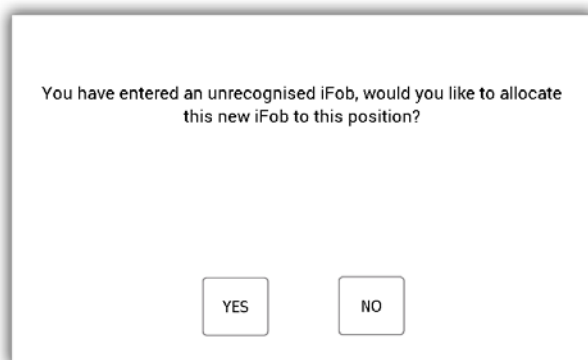 You have entered an unrecognised iFob, would you like to allocate
this new iFob to this position?
YES
NO